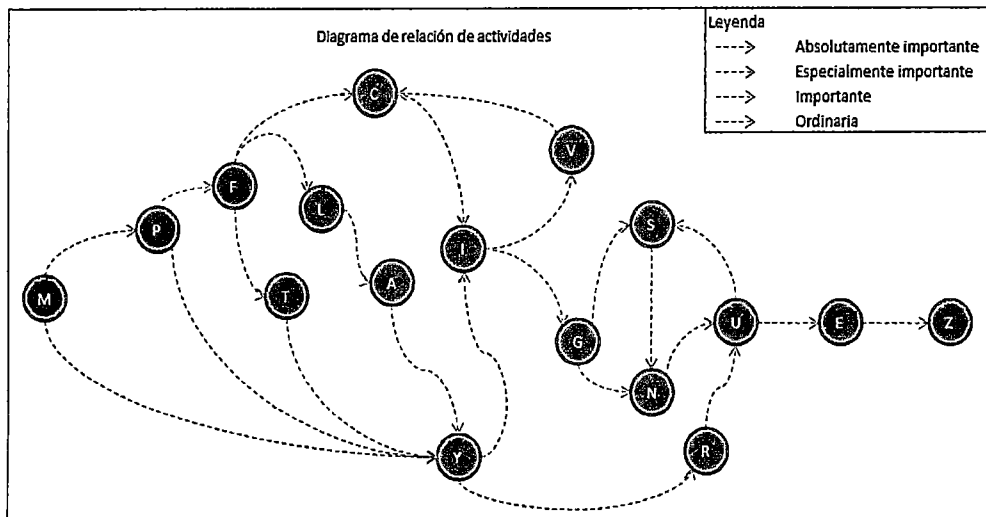 Diagrama de relación de actividades
Leyenda
Absolutamente importante
Especialmente importante
Importante
Ordinaria
C
V
F
L
P
S
I
A
M
T
G
U
E
Z
N
Y
R